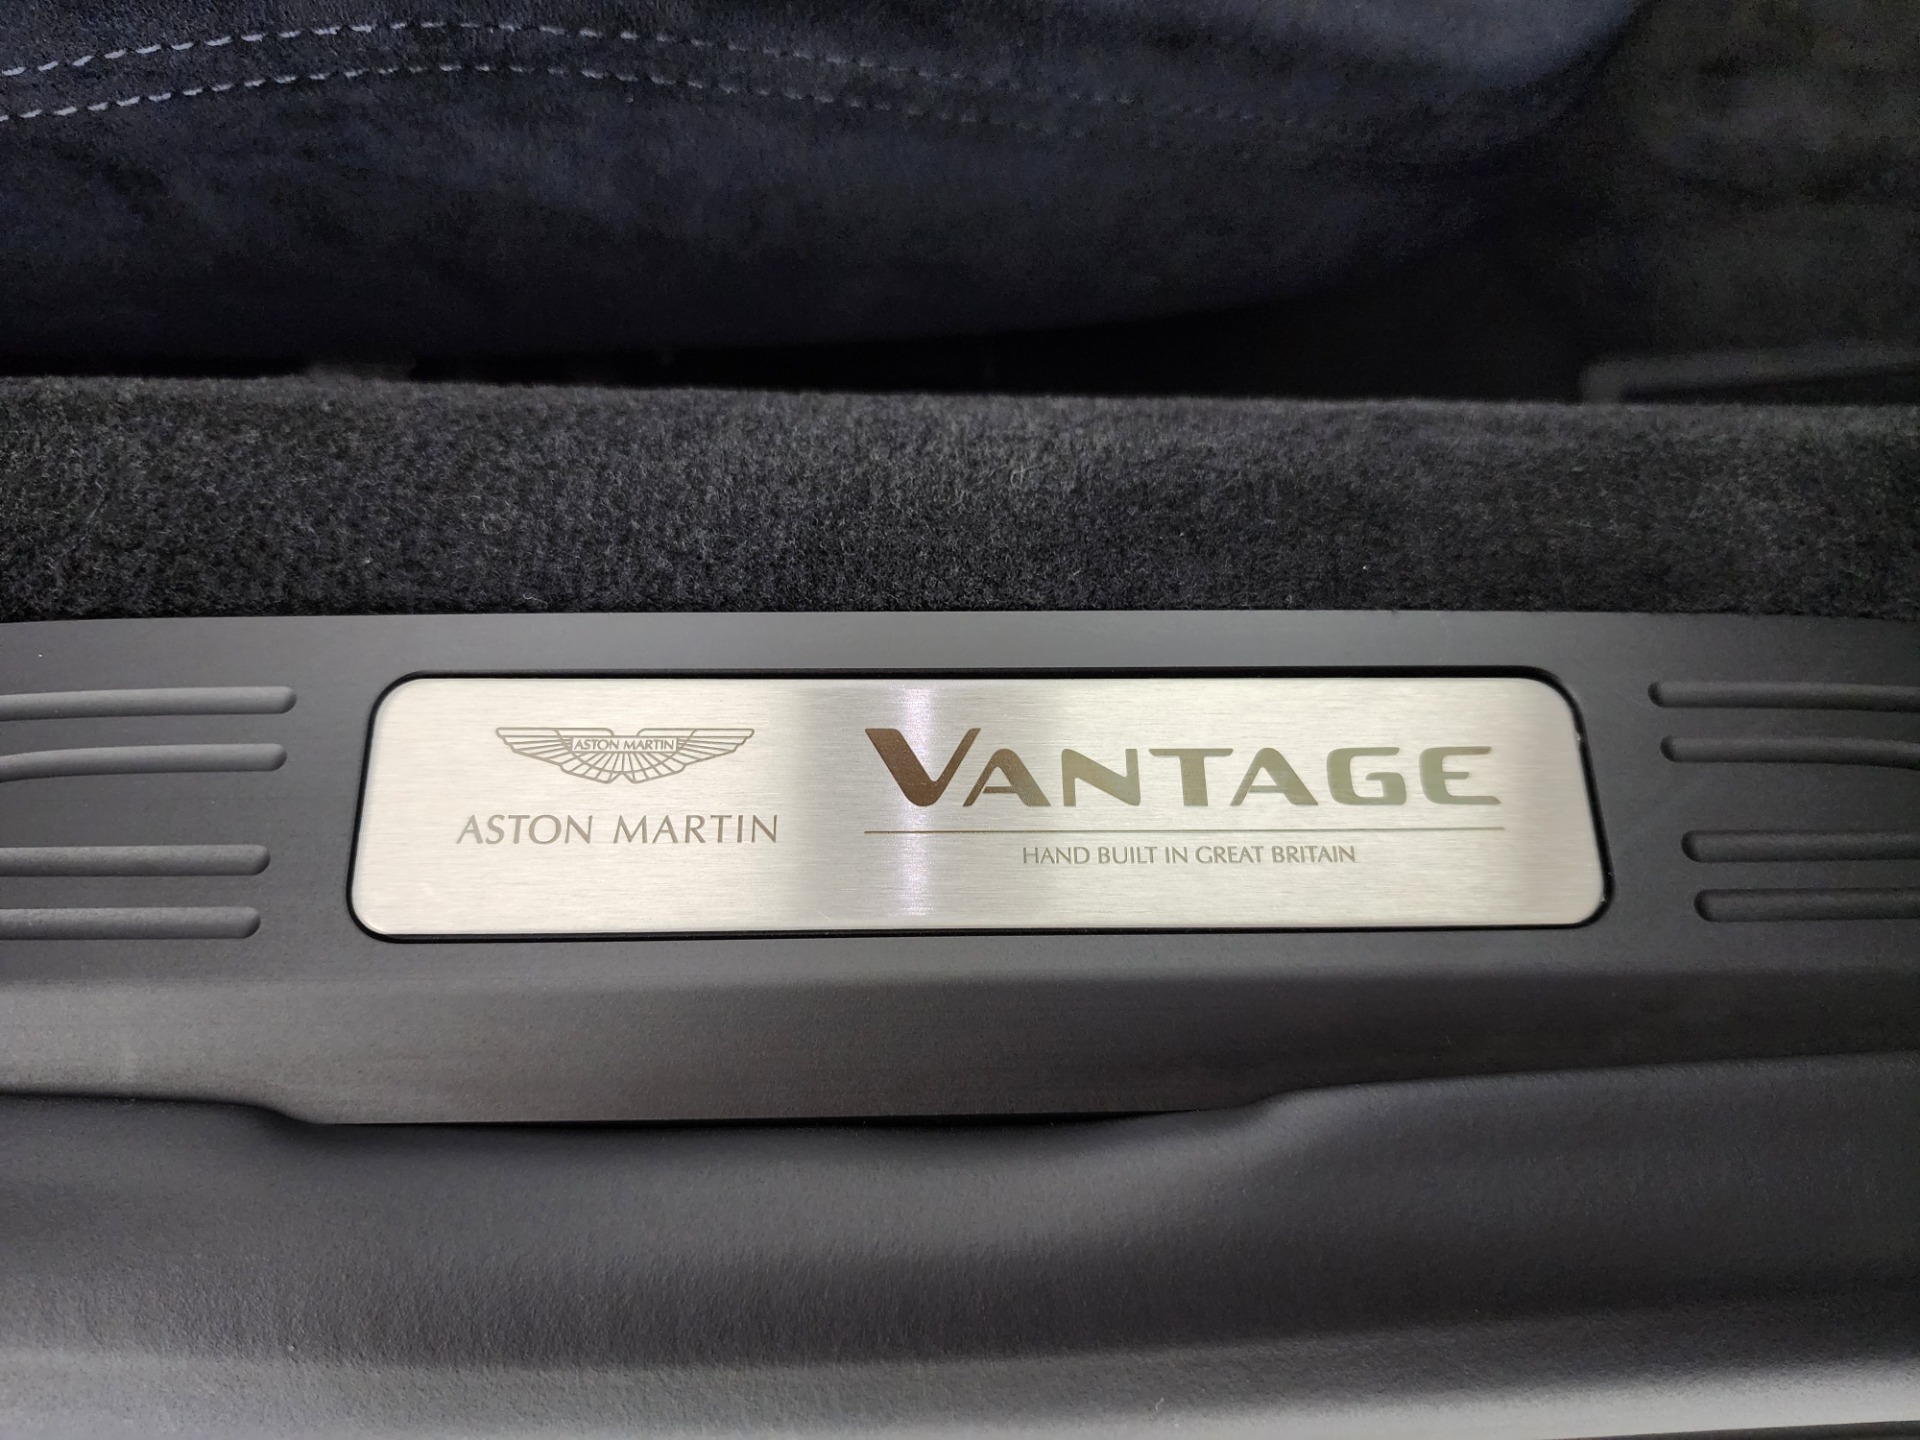 ASTON MARTIN
ASTON MARTIN
VANTAGE
HAND BUILT IN GREAT BRITAIN